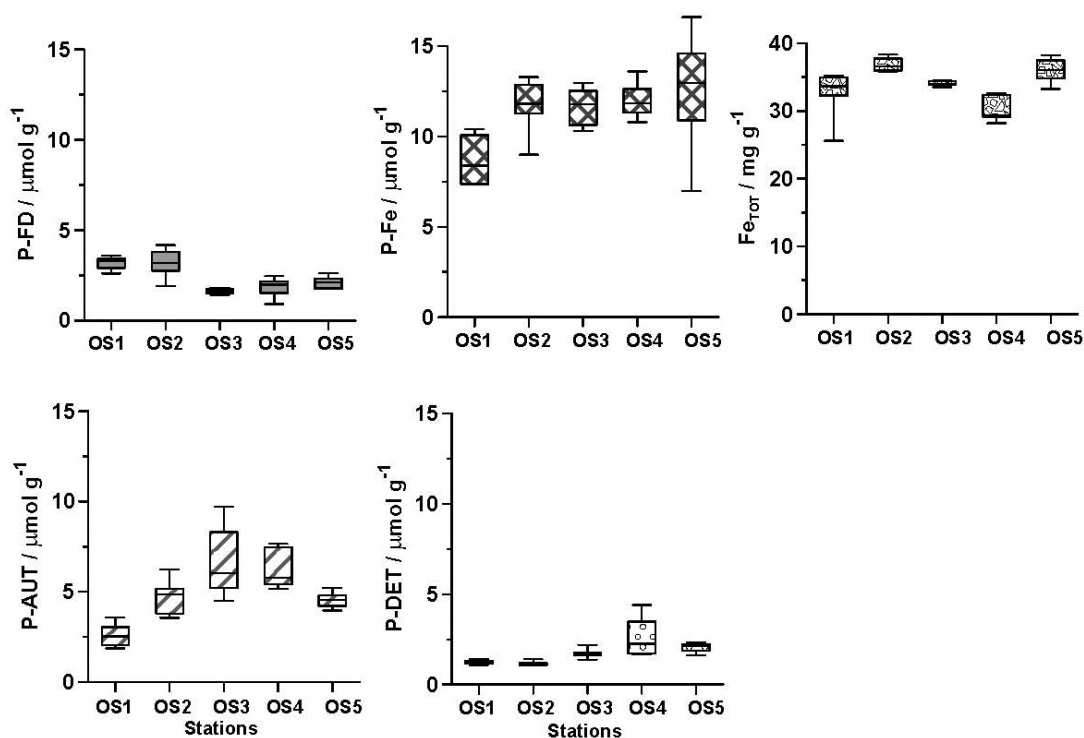 P-FD / µmol g-1
15
10
5
0
OS1 OS2 OS3 OS4 OS5
P-Fe / µmol g-1
15
10
5
0
OS1 OS2 OS3 OS4 OS5
FeTOT / mg g-1
40
30
20
10
0
OS1 OS2 OS3 OS4 OS5
P-AUT / µmol g-1
15
10
5
0
OS1 OS2 OS3 OS4 OS5
Stations
P-DET / µmol g-1
15
10
5
0
OS1 OS2 OS3 OS4 OS5
Stations